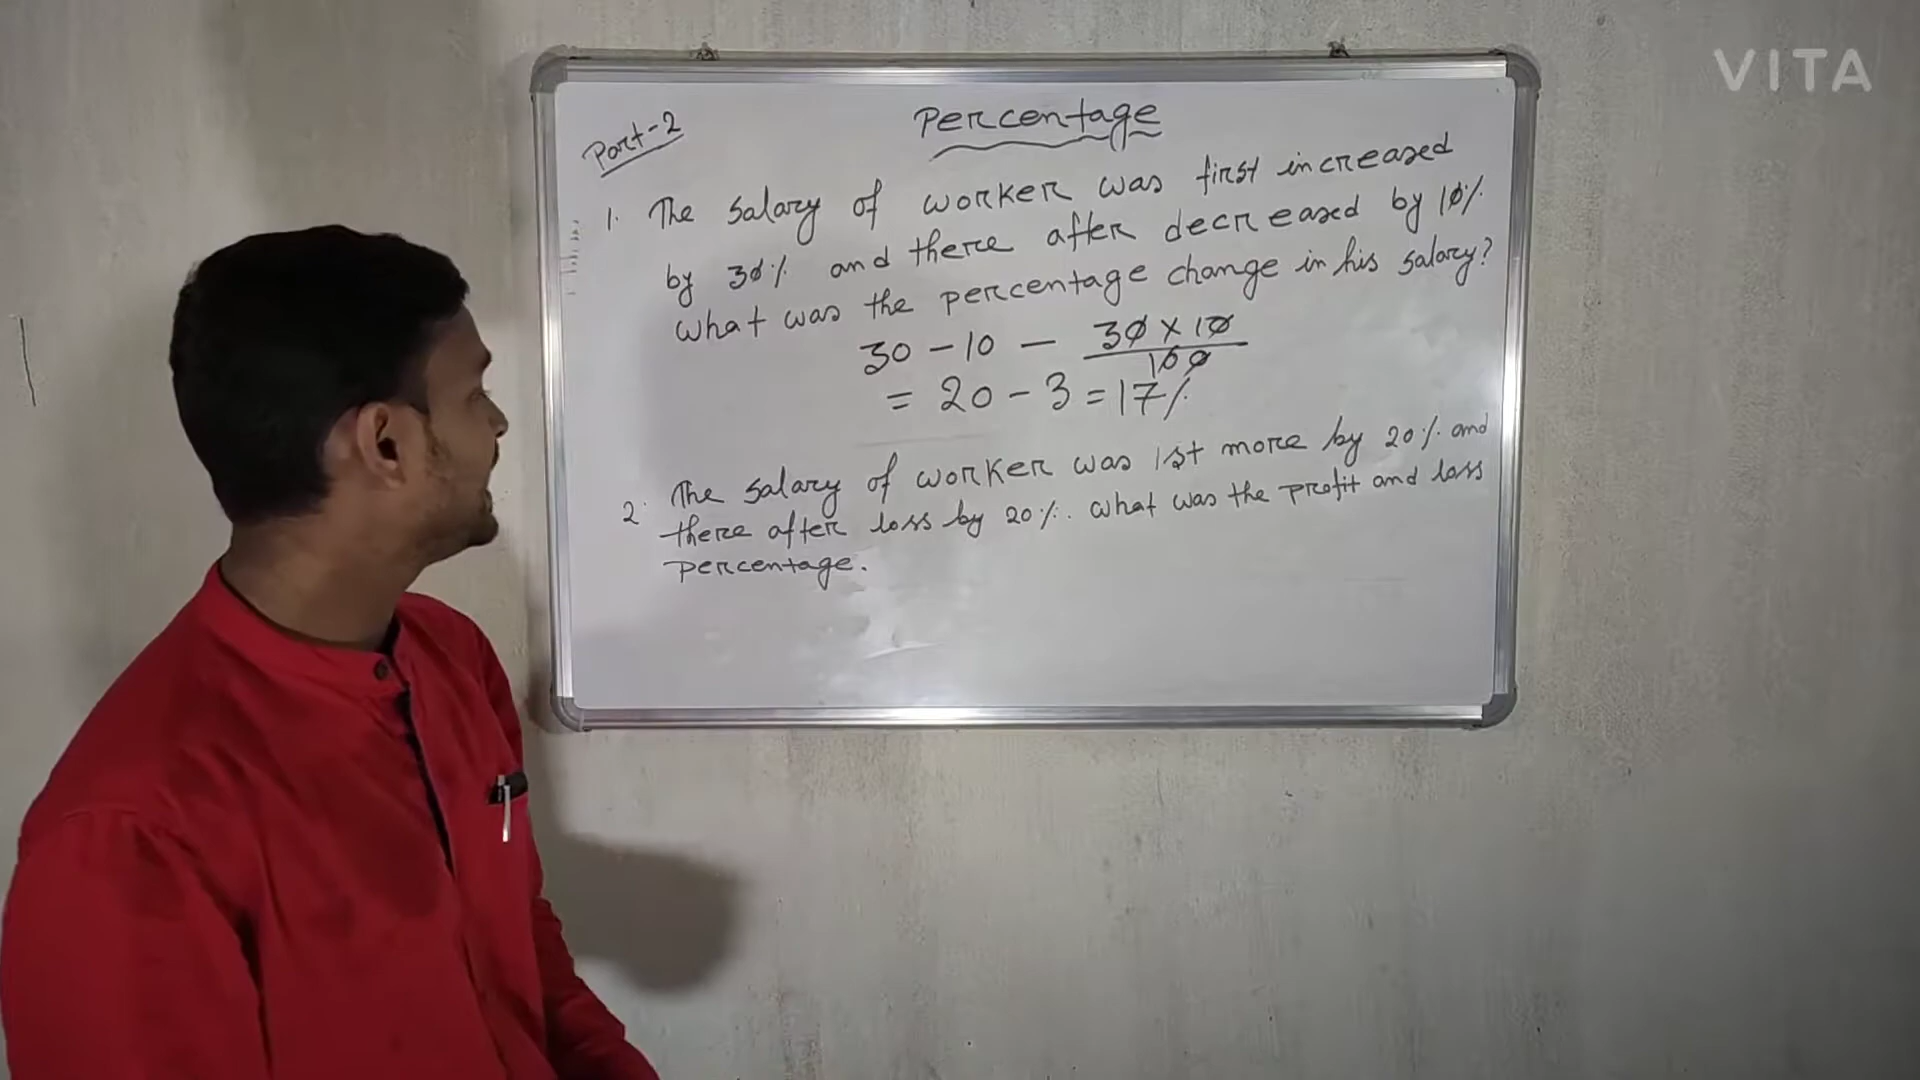 VITA
Part-2
Percentage
1. The salary of worker was first increased
by 30% and there after decreased by 10%
what was the percentage change in his salary?
30 - 10 - 30 x 10
100
= 20 - 3 = 17%
2. The salary of worker was 1st more by 20% and
there after loss by 20%. what was the profit and loss
percentage.